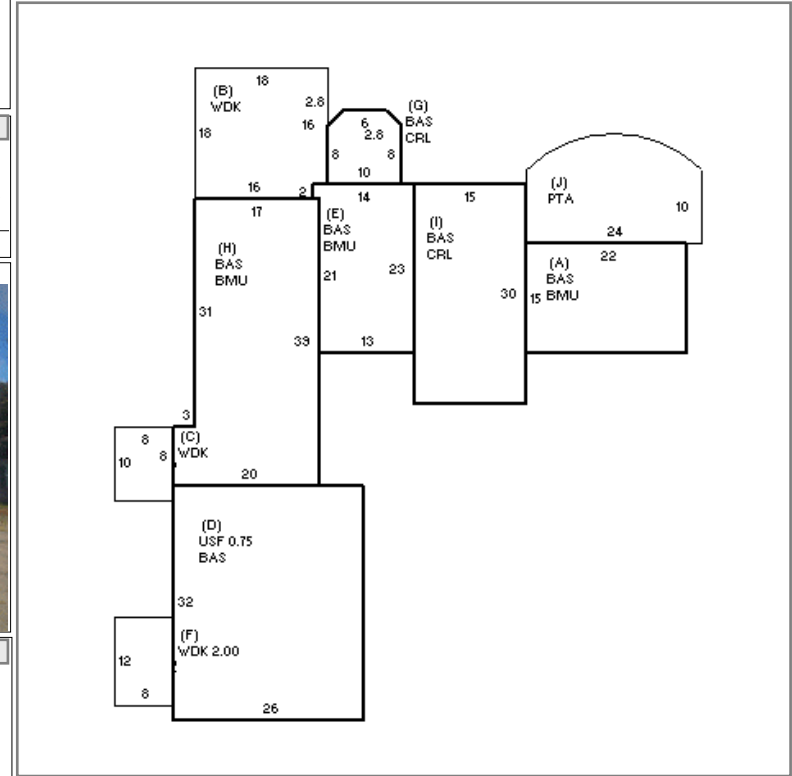 18
(B)
WDK
2.8
16
18
16
2
(G)
BAS
CRL
6
2.8
8
8
10
(J)
PTA
10
24
14
15
(E)
BAS
BMU
21
23
13
(I)
BAS
CRL
30
22
(A)
BAS
15 BMU
17
(H)
BAS
BMU
31
39
3
20
8
8
10
(C)
WDK
(D)
USF 0.75
BAS
32
(F)
WDK 2.00
12
8
26